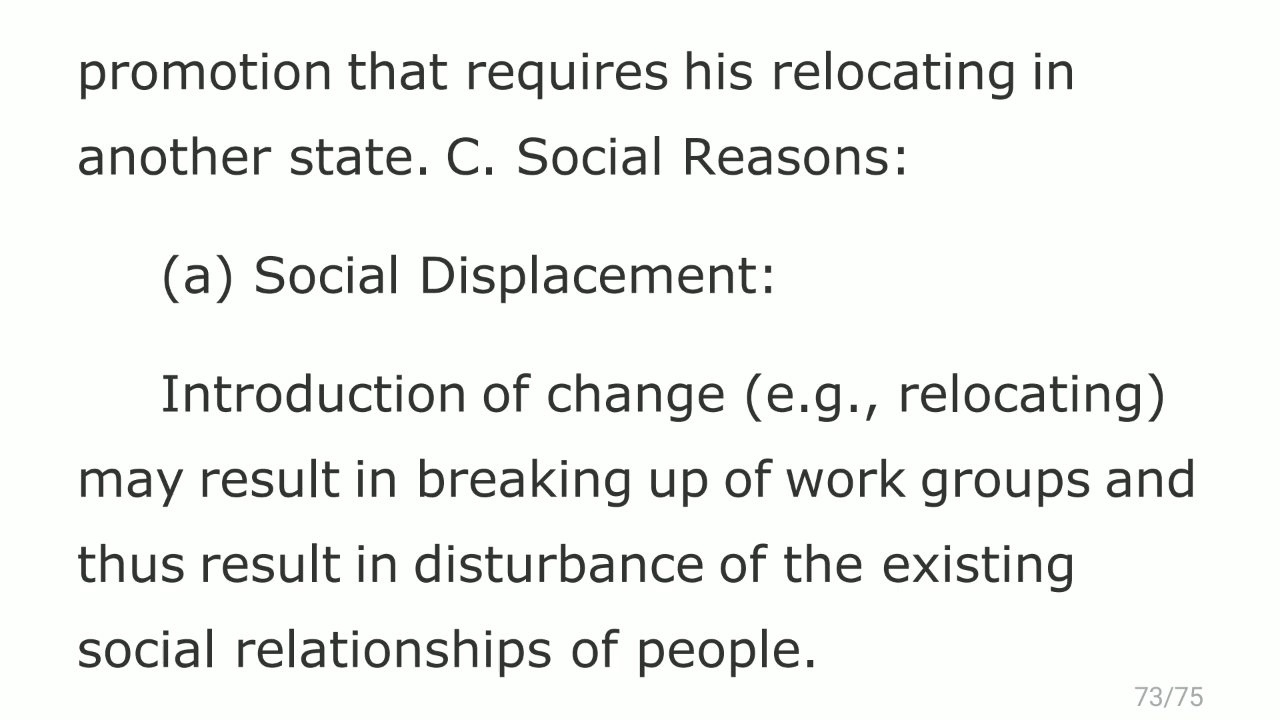 promotion that requires his relocating in
another state. C. Social Reasons:
(a) Social Displacement:
Introduction of change (e.g., relocating)
may result in breaking up of work groups and
thus result in disturbance of the existing
social relationships of people.
73/75